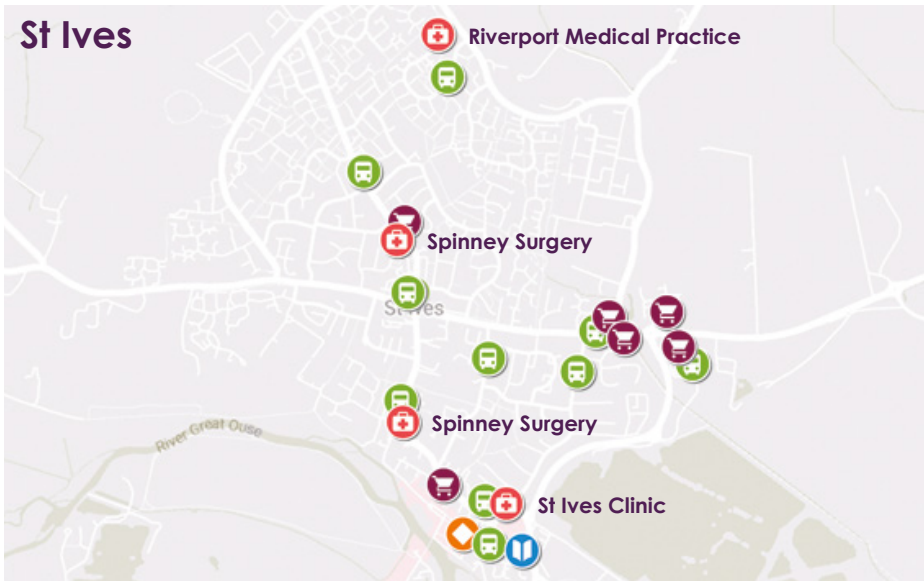 St Ives
Riverport Medical Practice
Spinney Surgery
St Ives
Spinney Surgery
River Great Ouse
St Ives Clinic